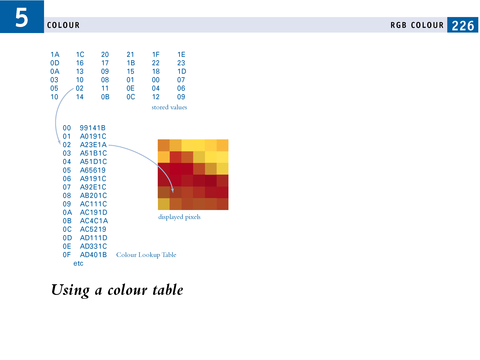 5
COLOUR
RGB COLOUR 226
1A 1C 20 21 1F 1E
0D 16 17 1B 22 23
0A 13 09 15 18 1D
03 10 08 01 00 07
05 02 11 0E 04 06
10 14 0B 0C 12 09
stored values
00 99141B
01 A0191C
02 A23E1A
03 A51B1C
04 A51D1C
05 A65619
06 A9191C
07 A92E1C
08 AB201C
09 AC111C
0A AC191D
0B AC4C1A
0C AC5219
0D AD111D
0E AD331C
0F AD401B
etc
displayed pixels
Colour Lookup Table
Using a colour table